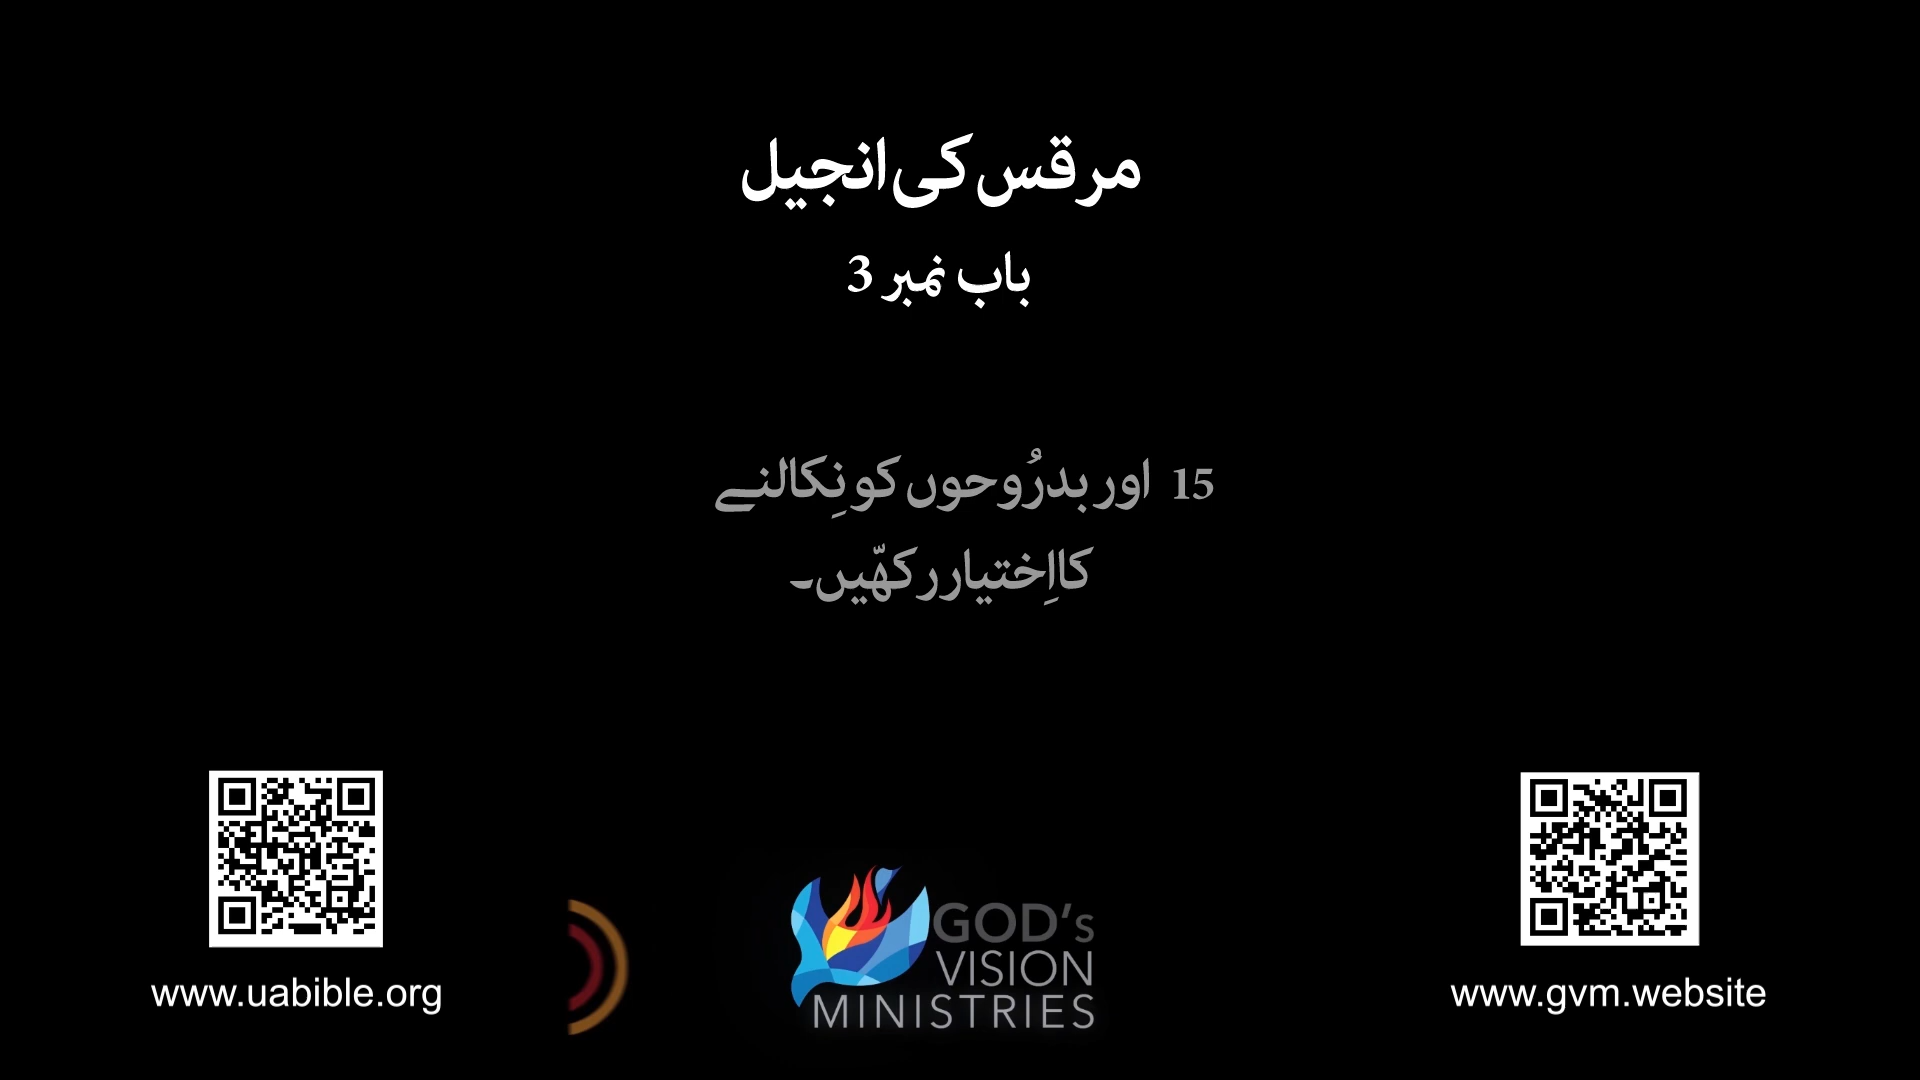 مرقس کی انجیل
باب نمبر 3
15 اور بدرُوحوں کو نِکالنے
کا اِختیار رکھّیں۔
www.uabible.org
GOD's
VISION
MINISTRIES
www.gvm.website